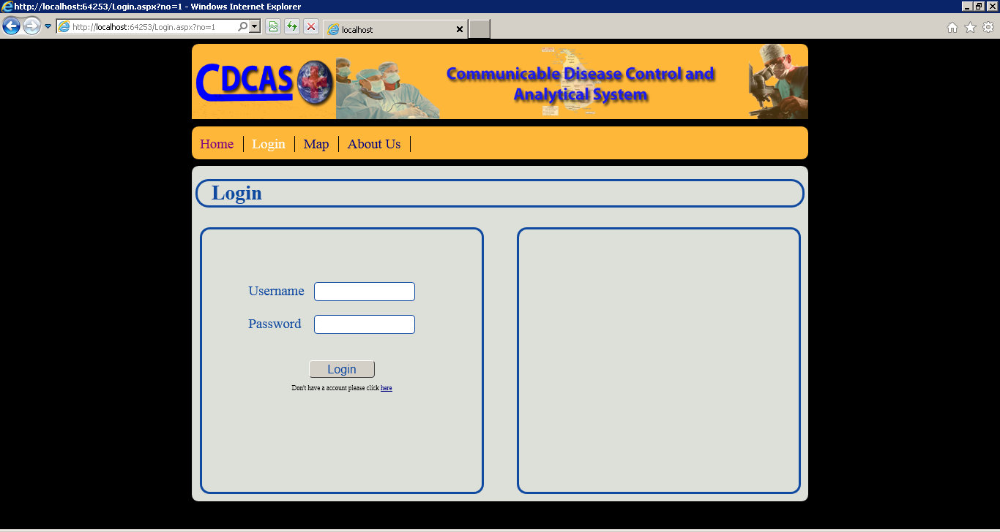 http://localhost:64253/Login.aspx?no=1 - Windows Internet Explorer
http://localhost:64253/Login.aspx?no=1
localhost
CDCAS
Communicable Disease Control and
Analytical System
Home
Login
Map
About Us
Login
Username
Password
Login
Don't have a account please click here